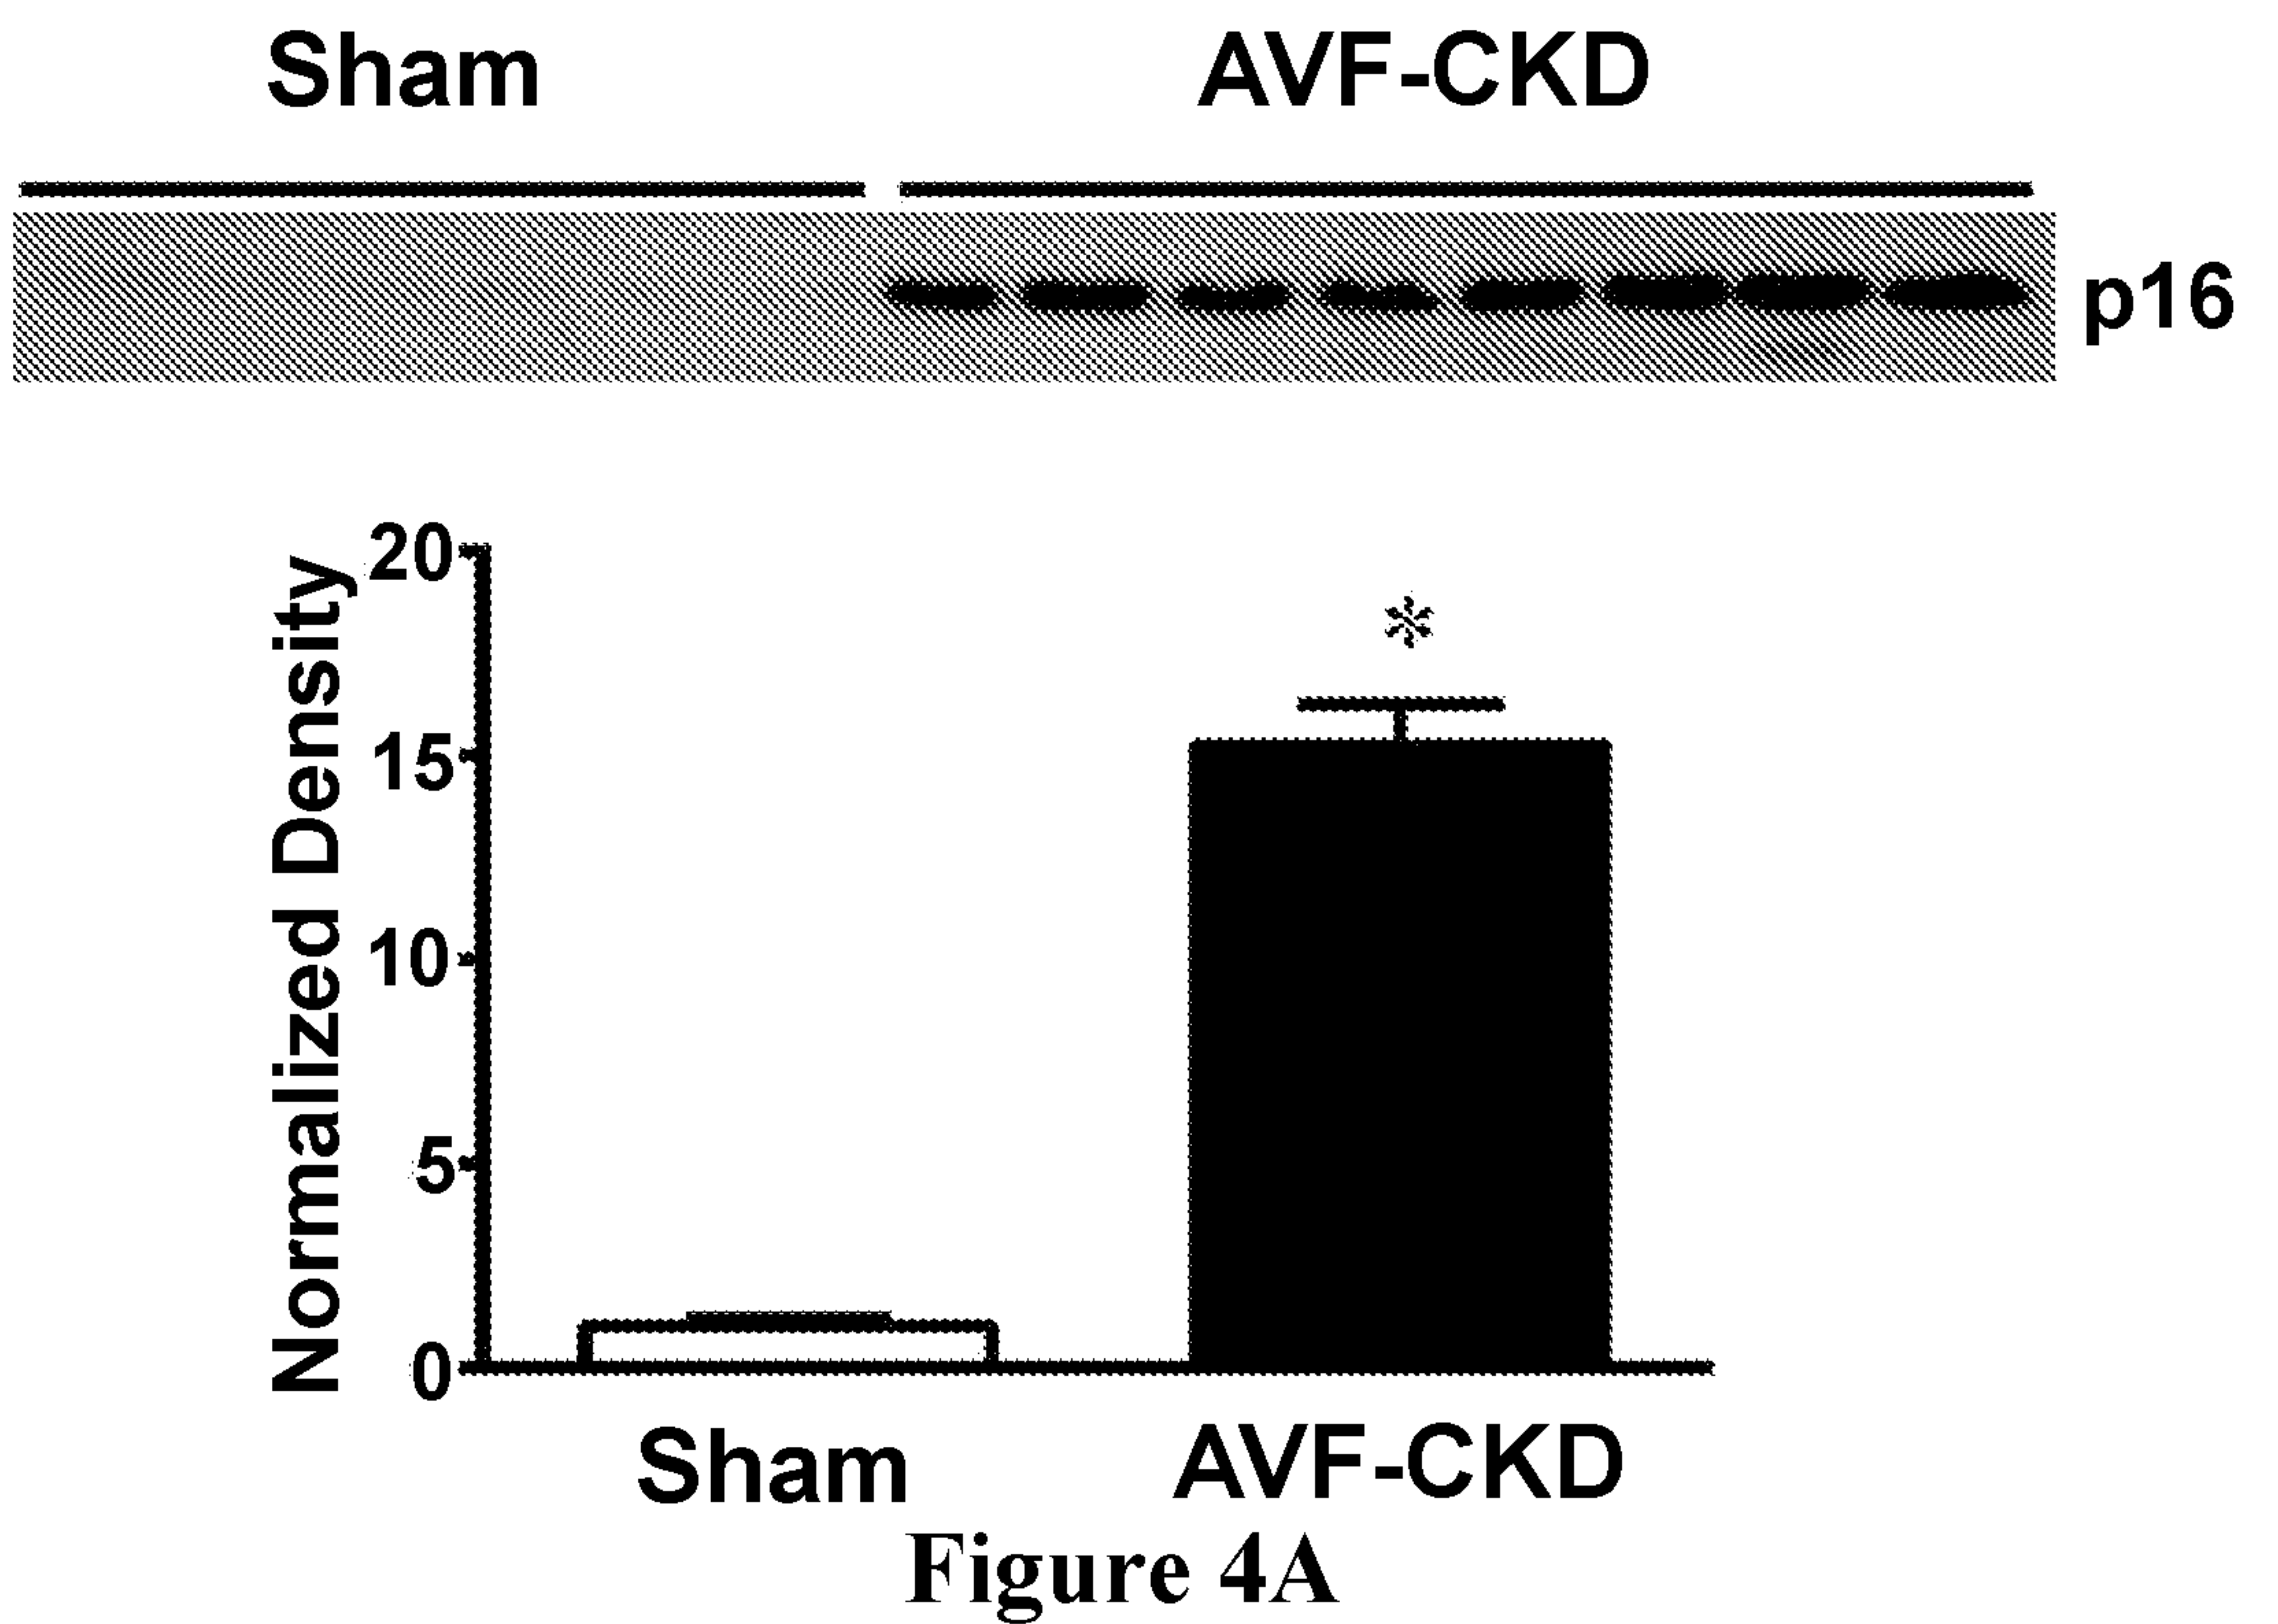 Sham AVF-CKD
p16
Normalized Density
20
15
10
5
0
*
Sham AVF-CKD
Figure 4A